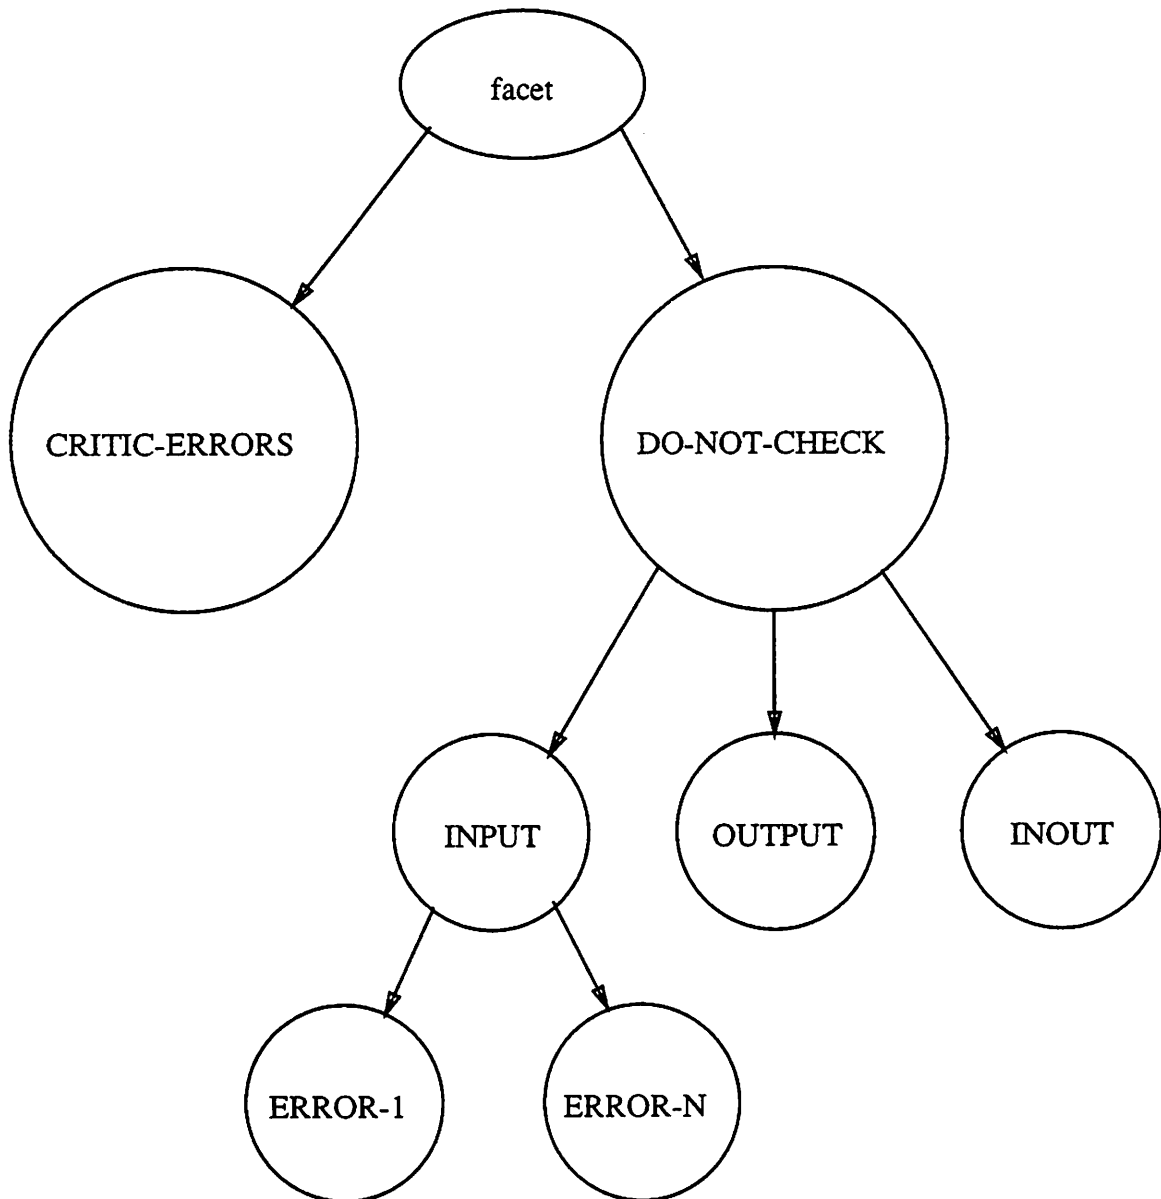 facet
CRITIC-ERRORS
DO-NOT-CHECK
INPUT
OUTPUT
INOUT
ERROR-1
ERROR-N